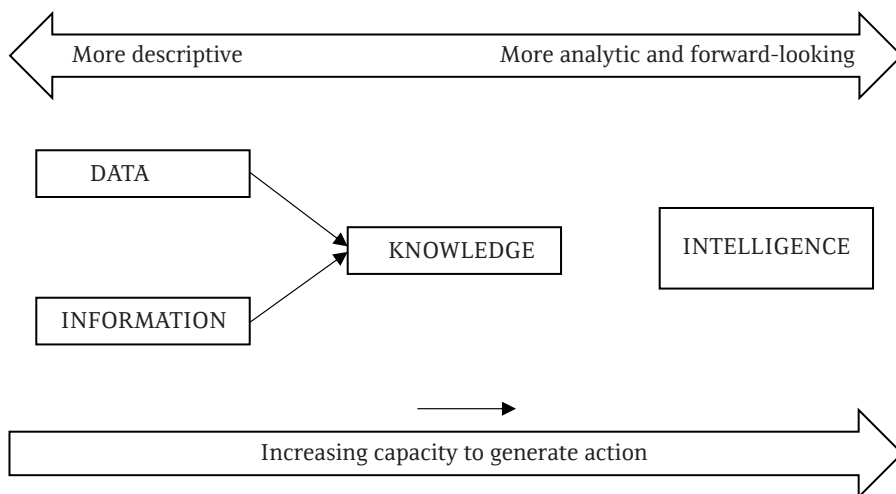 More descriptive
More analytic and forward-looking
DATA
KNOWLEDGE
INTELLIGENCE
INFORMATION
Increasing capacity to generate action